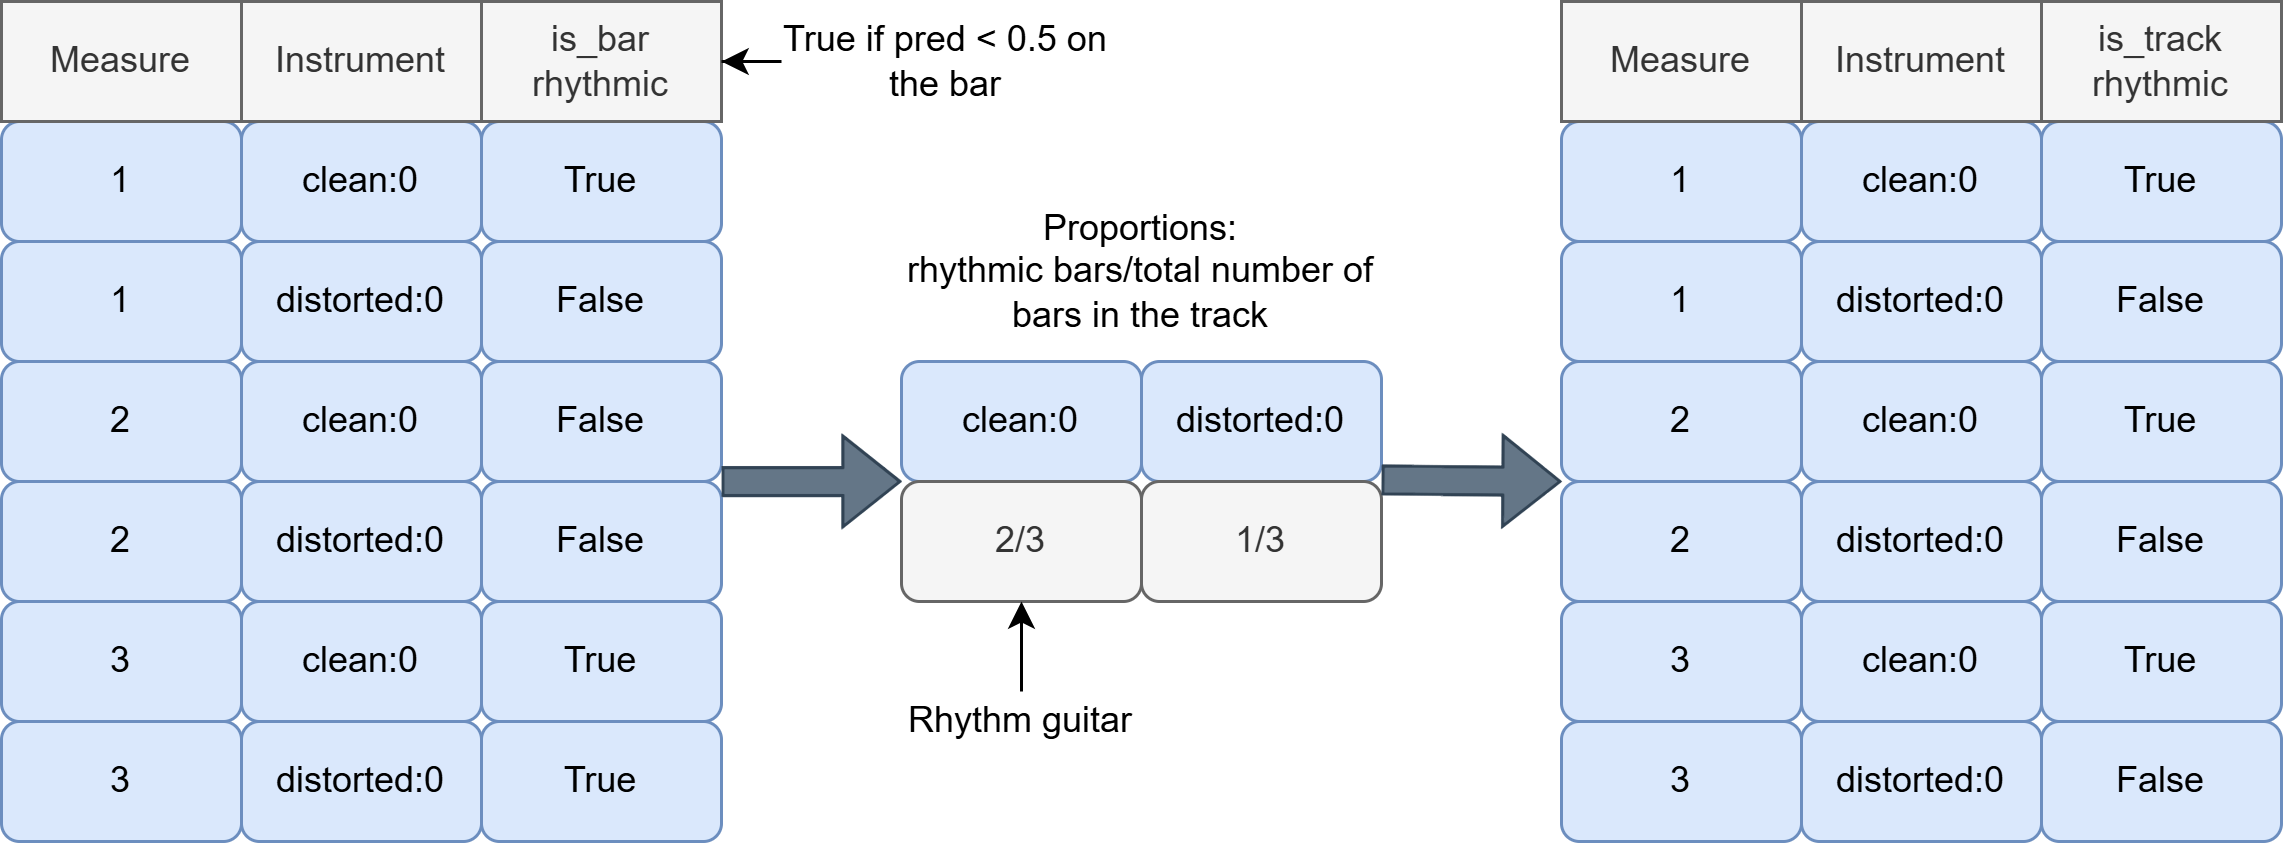 Measure Instrument is_bar
rhythmic
True if pred < 0.5 on
the bar
1 clean:0 True
1 distorted:0 False
2 clean:0 False
2 distorted:0 False
3 clean:0 True
3 distorted:0 True
Proportions:
rhythmic bars/total number of
bars in the track
clean:0 distorted:0
2/3 1/3
Rhythm guitar
Measure Instrument is_track
rhythmic
1 clean:0 True
1 distorted:0 False
2 clean:0 True
2 distorted:0 False
3 clean:0 True
3 distorted:0 False